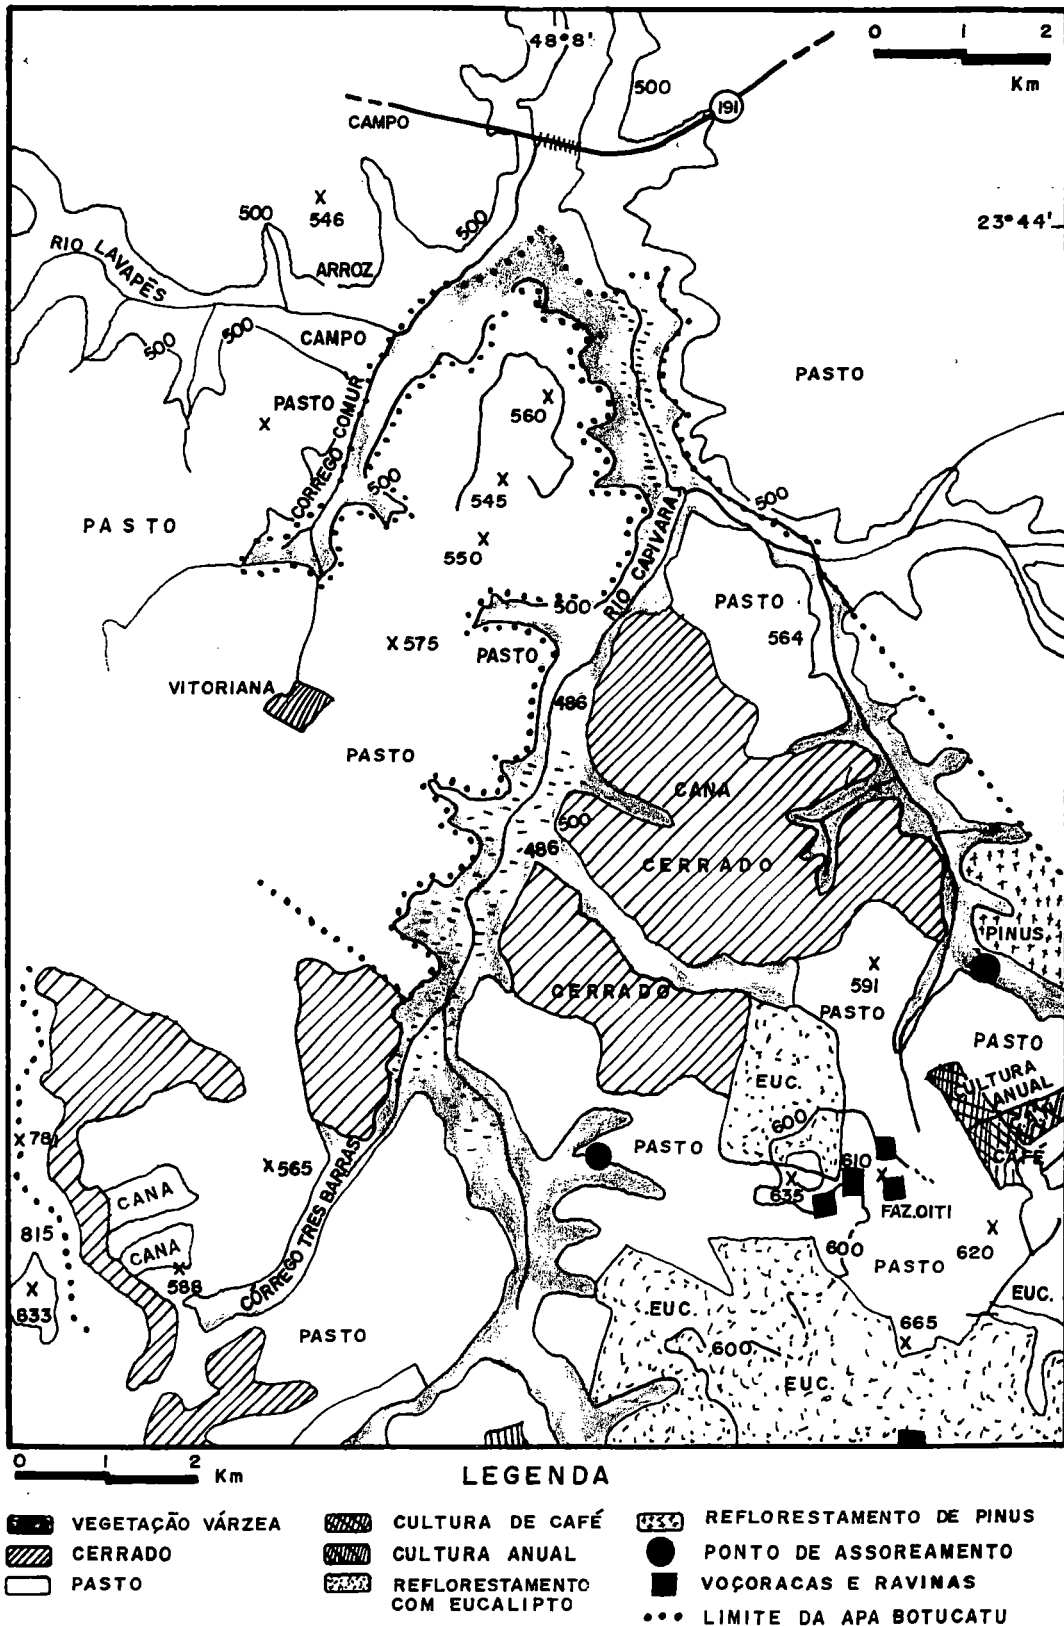 48°8'
0 1 2
Km
500
191
CAMPO
23°44'
546
500
500
RIO LAVAPÉS
ARROZ
CAMPO
500
500
PASTO
PASTO
560
CORREGO COMUR
500
545
500
PASTO
550
RIO CAPIVARA
PASTO
500
564
575
PASTO
VITORIANA
486
PASTO
CANA
500
486
CERRADO
PINUS
591
CERRADO
PASTO
PASTO
CULTURA
ANUAL
EUC.
CAFÉ
600
781
PASTO
610
565
635
CANA
FAZ.OITI
815
620
CANA
600
PASTO
588
CÓRREGO TRES BARRAS
833
EUC.
EUC.
665
PASTO
600
EUC.
0 1 2 Km
LEGENDA
VEGETAÇÃO VÁRZEA
CERRADO
PASTO
CULTURA DE CAFÉ
CULTURA ANUAL
REFLORESTAMENTO
COM EUCALIPTO
REFLORESTAMENTO DE PINUS
PONTO DE ASSOREAMENTO
VOÇORACAS E RAVINAS
LIMITE DA APA BOTUCATU